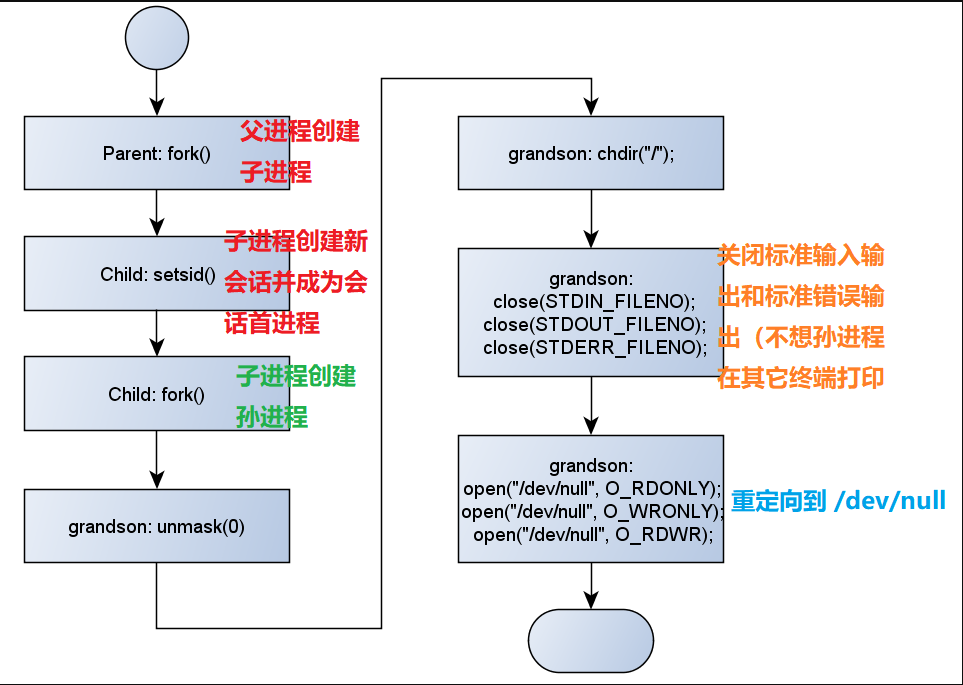 Parent: fork()
父进程创建
子进程
Child: setsid()
子进程创建新
会话并成为会
话首进程
Child: fork()
子进程创建
孙进程
grandson: unmask(0)
grandson: chdir("/");
grandson:
close(STDIN_FILENO);
close(STDOUT_FILENO);
close(STDERR_FILENO);
关闭标准输入输
出和标准错误输
出（不想孙进程
在其它终端打印
grandson:
open("/dev/null", O_RDONLY);
open("/dev/null", O_WRONLY);
open("/dev/null", O_RDWR);
重定向到 /dev/null